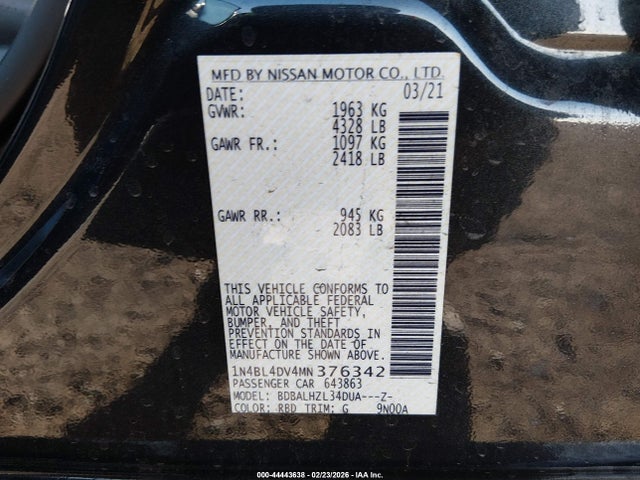 MFD BY NISSAN MOTOR CO., LTD.
DATE: 03/21
GVWR: 1963 KG
4328 LB
GAWR FR.: 1097 KG
2418 LB
GAWR RR.: 945 KG
2083 LB
THIS VEHICLE CONFORMS TO
ALL APPLICABLE FEDERAL
MOTOR VEHICLE SAFETY,
BUMPER, AND THEFT
PREVENTION STANDARDS IN
EFFECT ON THE DATE OF
MANUFACTURE SHOWN ABOVE.
1N4BL4DV4MN376342
PASSENGER CAR 643863
MODEL: BDBALHZL34DUA---Z-
COLOR: RBD TRIM: G 9N00A
000-44443638 - 02/23/2026 - IAA Inc.